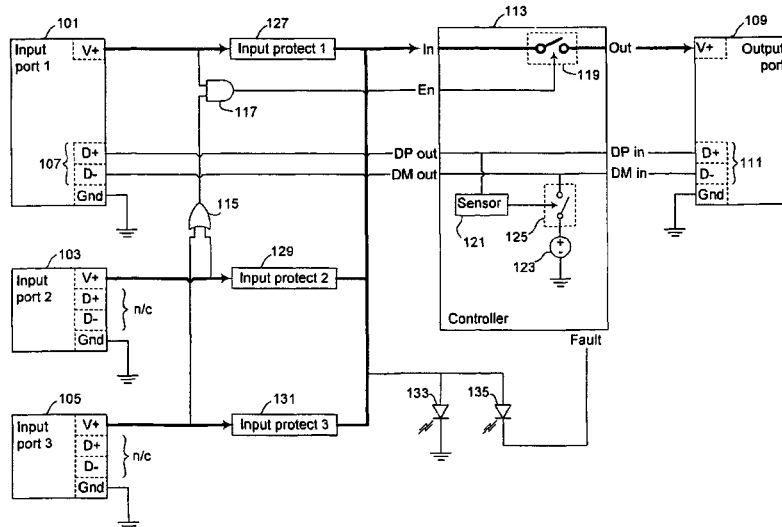 101
Input port 1
V+
107
D+
D-
Gnd
127
Input protect 1
117
115
103
Input port 2
V+
D+
D-
n/c
Gnd
129
Input protect 2
105
Input port 3
V+
D+
D-
n/c
Gnd
131
Input protect 3
113
In
Out
119
En
DP out
DP in
DM out
DM in
Sensor
121
125
+
-
123
Controller
Fault
133
135
109
V+
Output port
D+
D-
111
Gnd